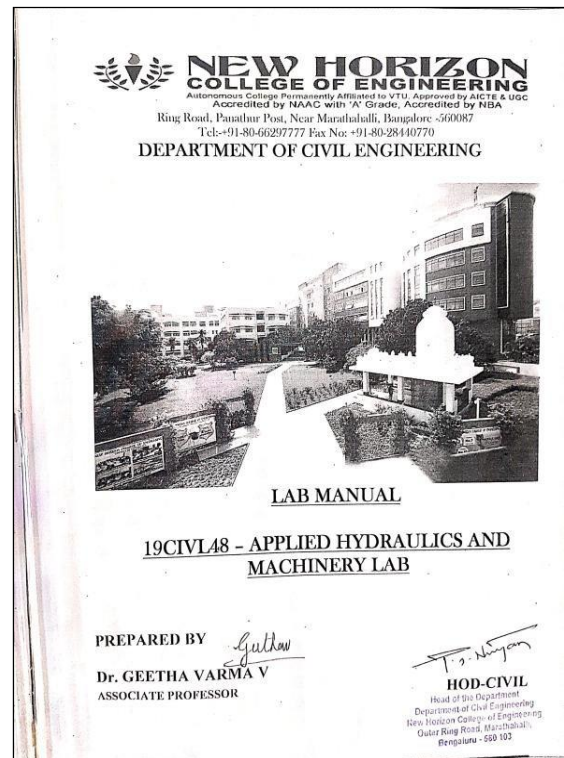 NEW HORIZON
COLLEGE OF ENGINEERING
Autonomous College Permanently Affiliated to VTU, Approved by AICTE & UGC
Accredited by NAAC with 'A' Grade, Accredited by NBA
Ring Road, Panathur Post, Near Marathahalli, Bangalore -560087
Tel:-+91-80-66297777 Fax No: +91-80-28440770
DEPARTMENT OF CIVIL ENGINEERING
LAB MANUAL
19CIVL48 – APPLIED HYDRAULICS AND
MACHINERY LAB
PREPARED BY
Dr. GEETHA VARMA V
ASSOCIATE PROFESSOR
HOD-CIVIL
Head of the Department
Department of Civil Engineering
New Horizon College of Engineering
Outer Ring Road, Marathahalli,
Bengaluru - 560 103